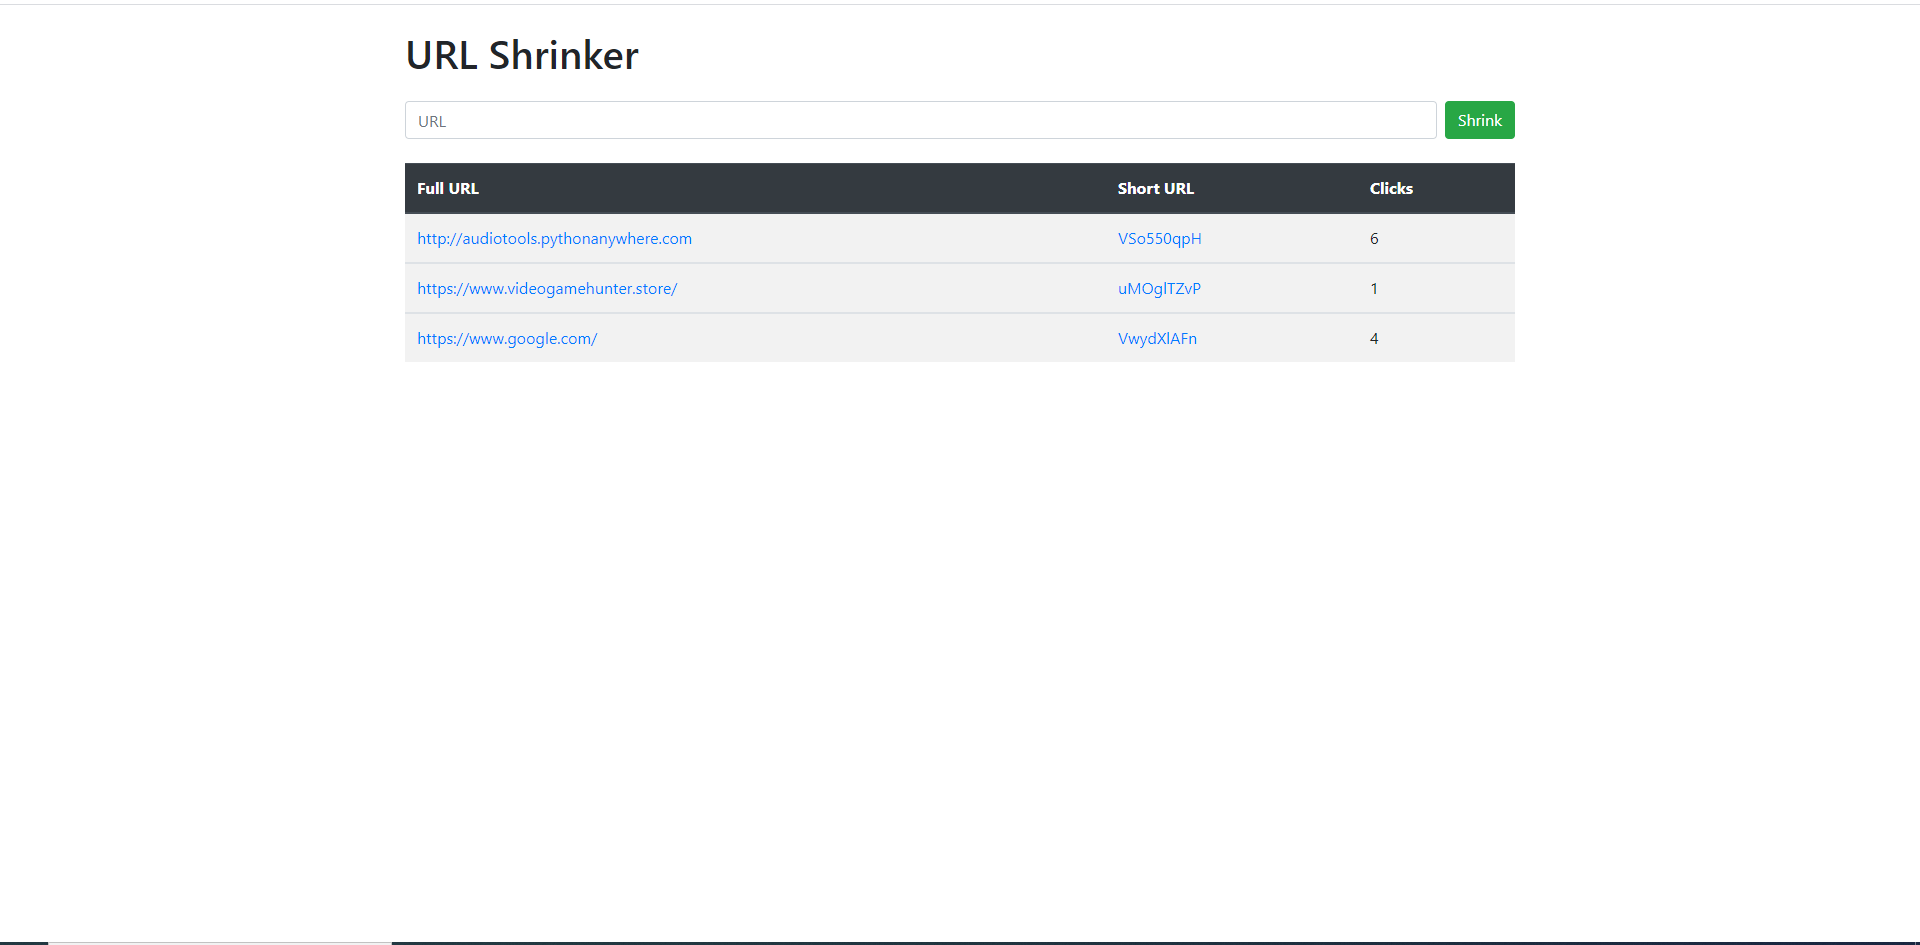 URL Shrinker
URL Shrink
Full URL Short URL Clicks
http://audiotools.pythonanywhere.com VSo550qpH 6
https://www.videogamehunter.store/ uMOglTZvP 1
https://www.google.com/ VwydXlAFn 4